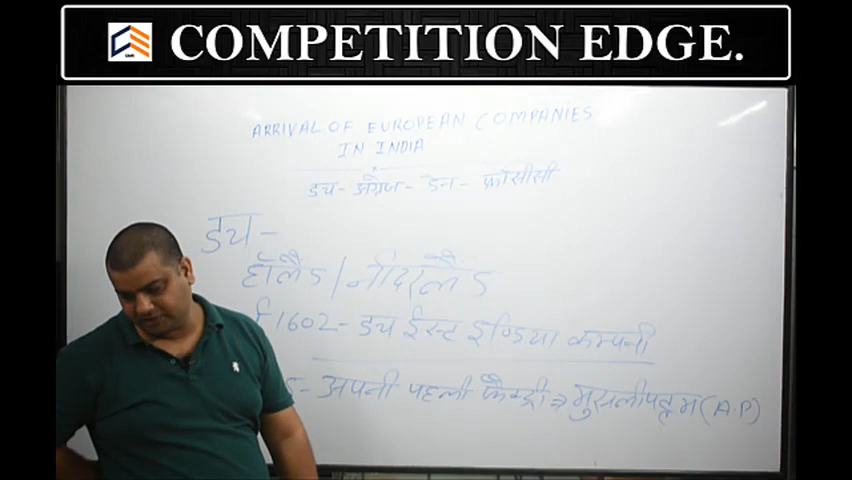 COMPETITION EDGE.
ARRIVAL OF EUROPEAN COMPANIES
IN INDIA
डच- अंग्रेज - डेन - फ्रांसीसी
डच -
हॉलैंड / नीदरलैंड
1602 - डच ईस्ट इण्डिया कम्पनी
5 - अपनी पहली फैक्ट्री ⇒ मुसलीपट्टम (A.P)